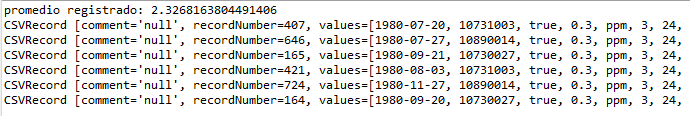 promedio registrado: 2.3268163804491406
CSVRecord [comment='null', recordNumber=407, values=[1980-07-20, 10731003, true, 0.3, ppm, 3, 24,
CSVRecord [comment='null', recordNumber=646, values=[1980-07-27, 10890014, true, 0.3, ppm, 3, 24,
CSVRecord [comment='null', recordNumber=165, values=[1980-09-21, 10730027, true, 0.3, ppm, 3, 24,
CSVRecord [comment='null', recordNumber=421, values=[1980-08-03, 10731003, true, 0.3, ppm, 3, 24,
CSVRecord [comment='null', recordNumber=724, values=[1980-11-27, 10890014, true, 0.3, ppm, 3, 24,
CSVRecord [comment='null', recordNumber=164, values=[1980-09-20, 10730027, true, 0.3, ppm, 3, 24,